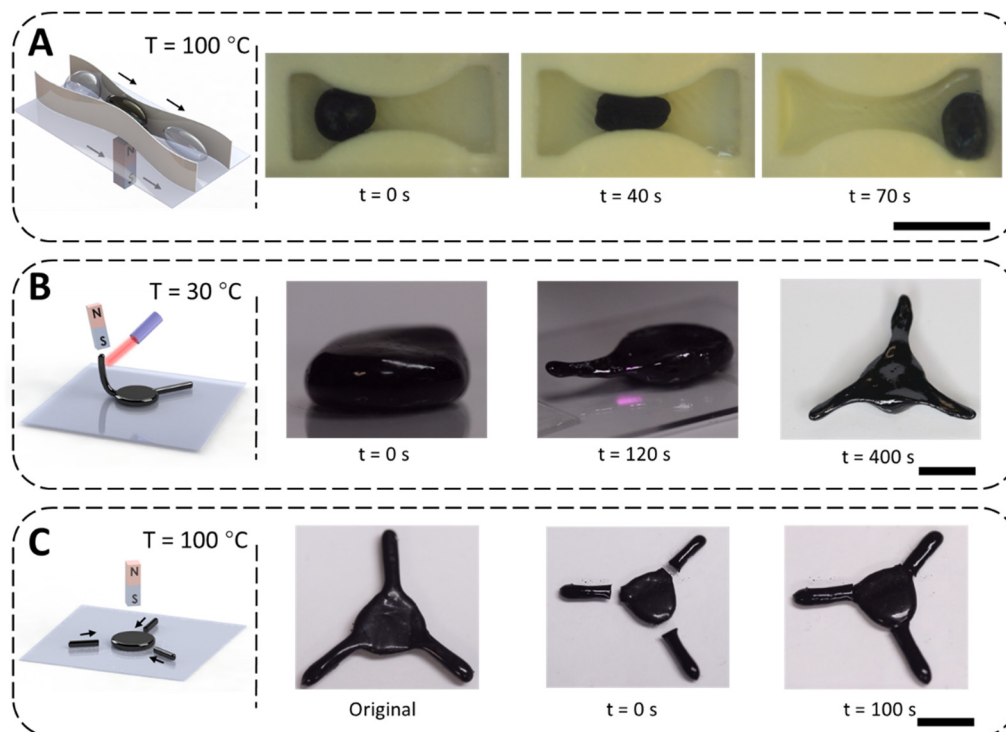 A
T = 100 °C
N
t = 0 s
t = 40 s
t = 70 s
B
T = 30 °C
N
S
t = 0 s
t = 120 s
t = 400 s
C
T = 100 °C
N
S
Original
t = 0 s
t = 100 s